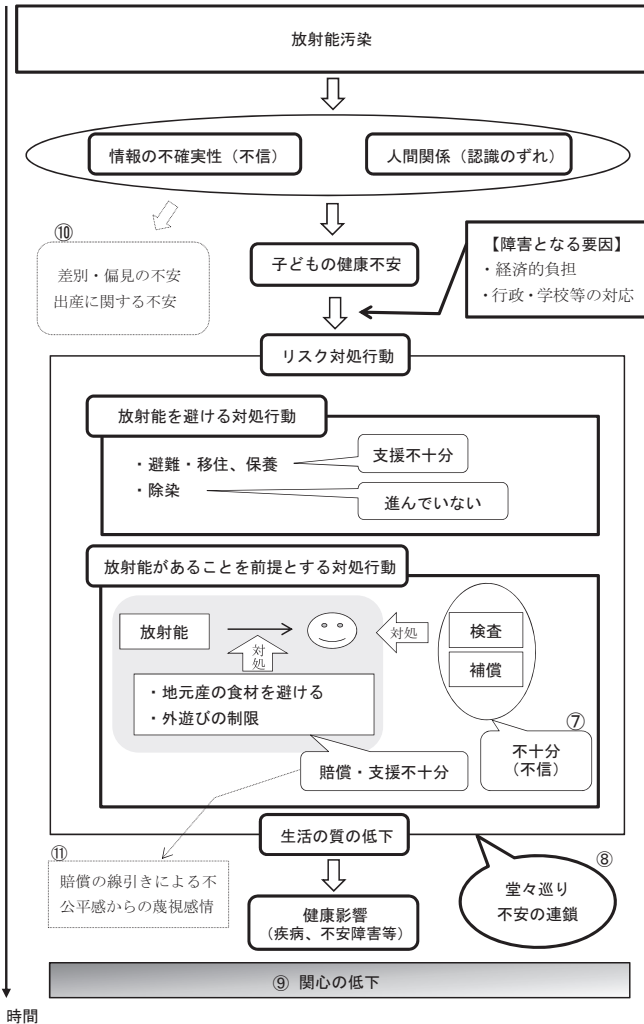 放射能汚染
情報の不確実性（不信）
人間関係（認識のずれ）
⑩
差別・偏見の不安
出産に関する不安
子どもの健康不安
【障害となる要因】
・経済的負担
・行政・学校等の対応
リスク対処行動
放射能を避ける対処行動
・避難・移住、保養
・除染
支援不十分
進んでいない
放射能があることを前提とする対処行動
放射能
対処
対処
検査
補償
・地元産の食材を避ける
・外遊びの制限
⑦
不十分
（不信）
賠償・支援不十分
生活の質の低下
⑪
賠償の線引きによる不
公平感からの蔑視感情
⑧
堂々巡り
不安の連鎖
健康影響
（疾病、不安障害等）
⑨ 関心の低下
時間